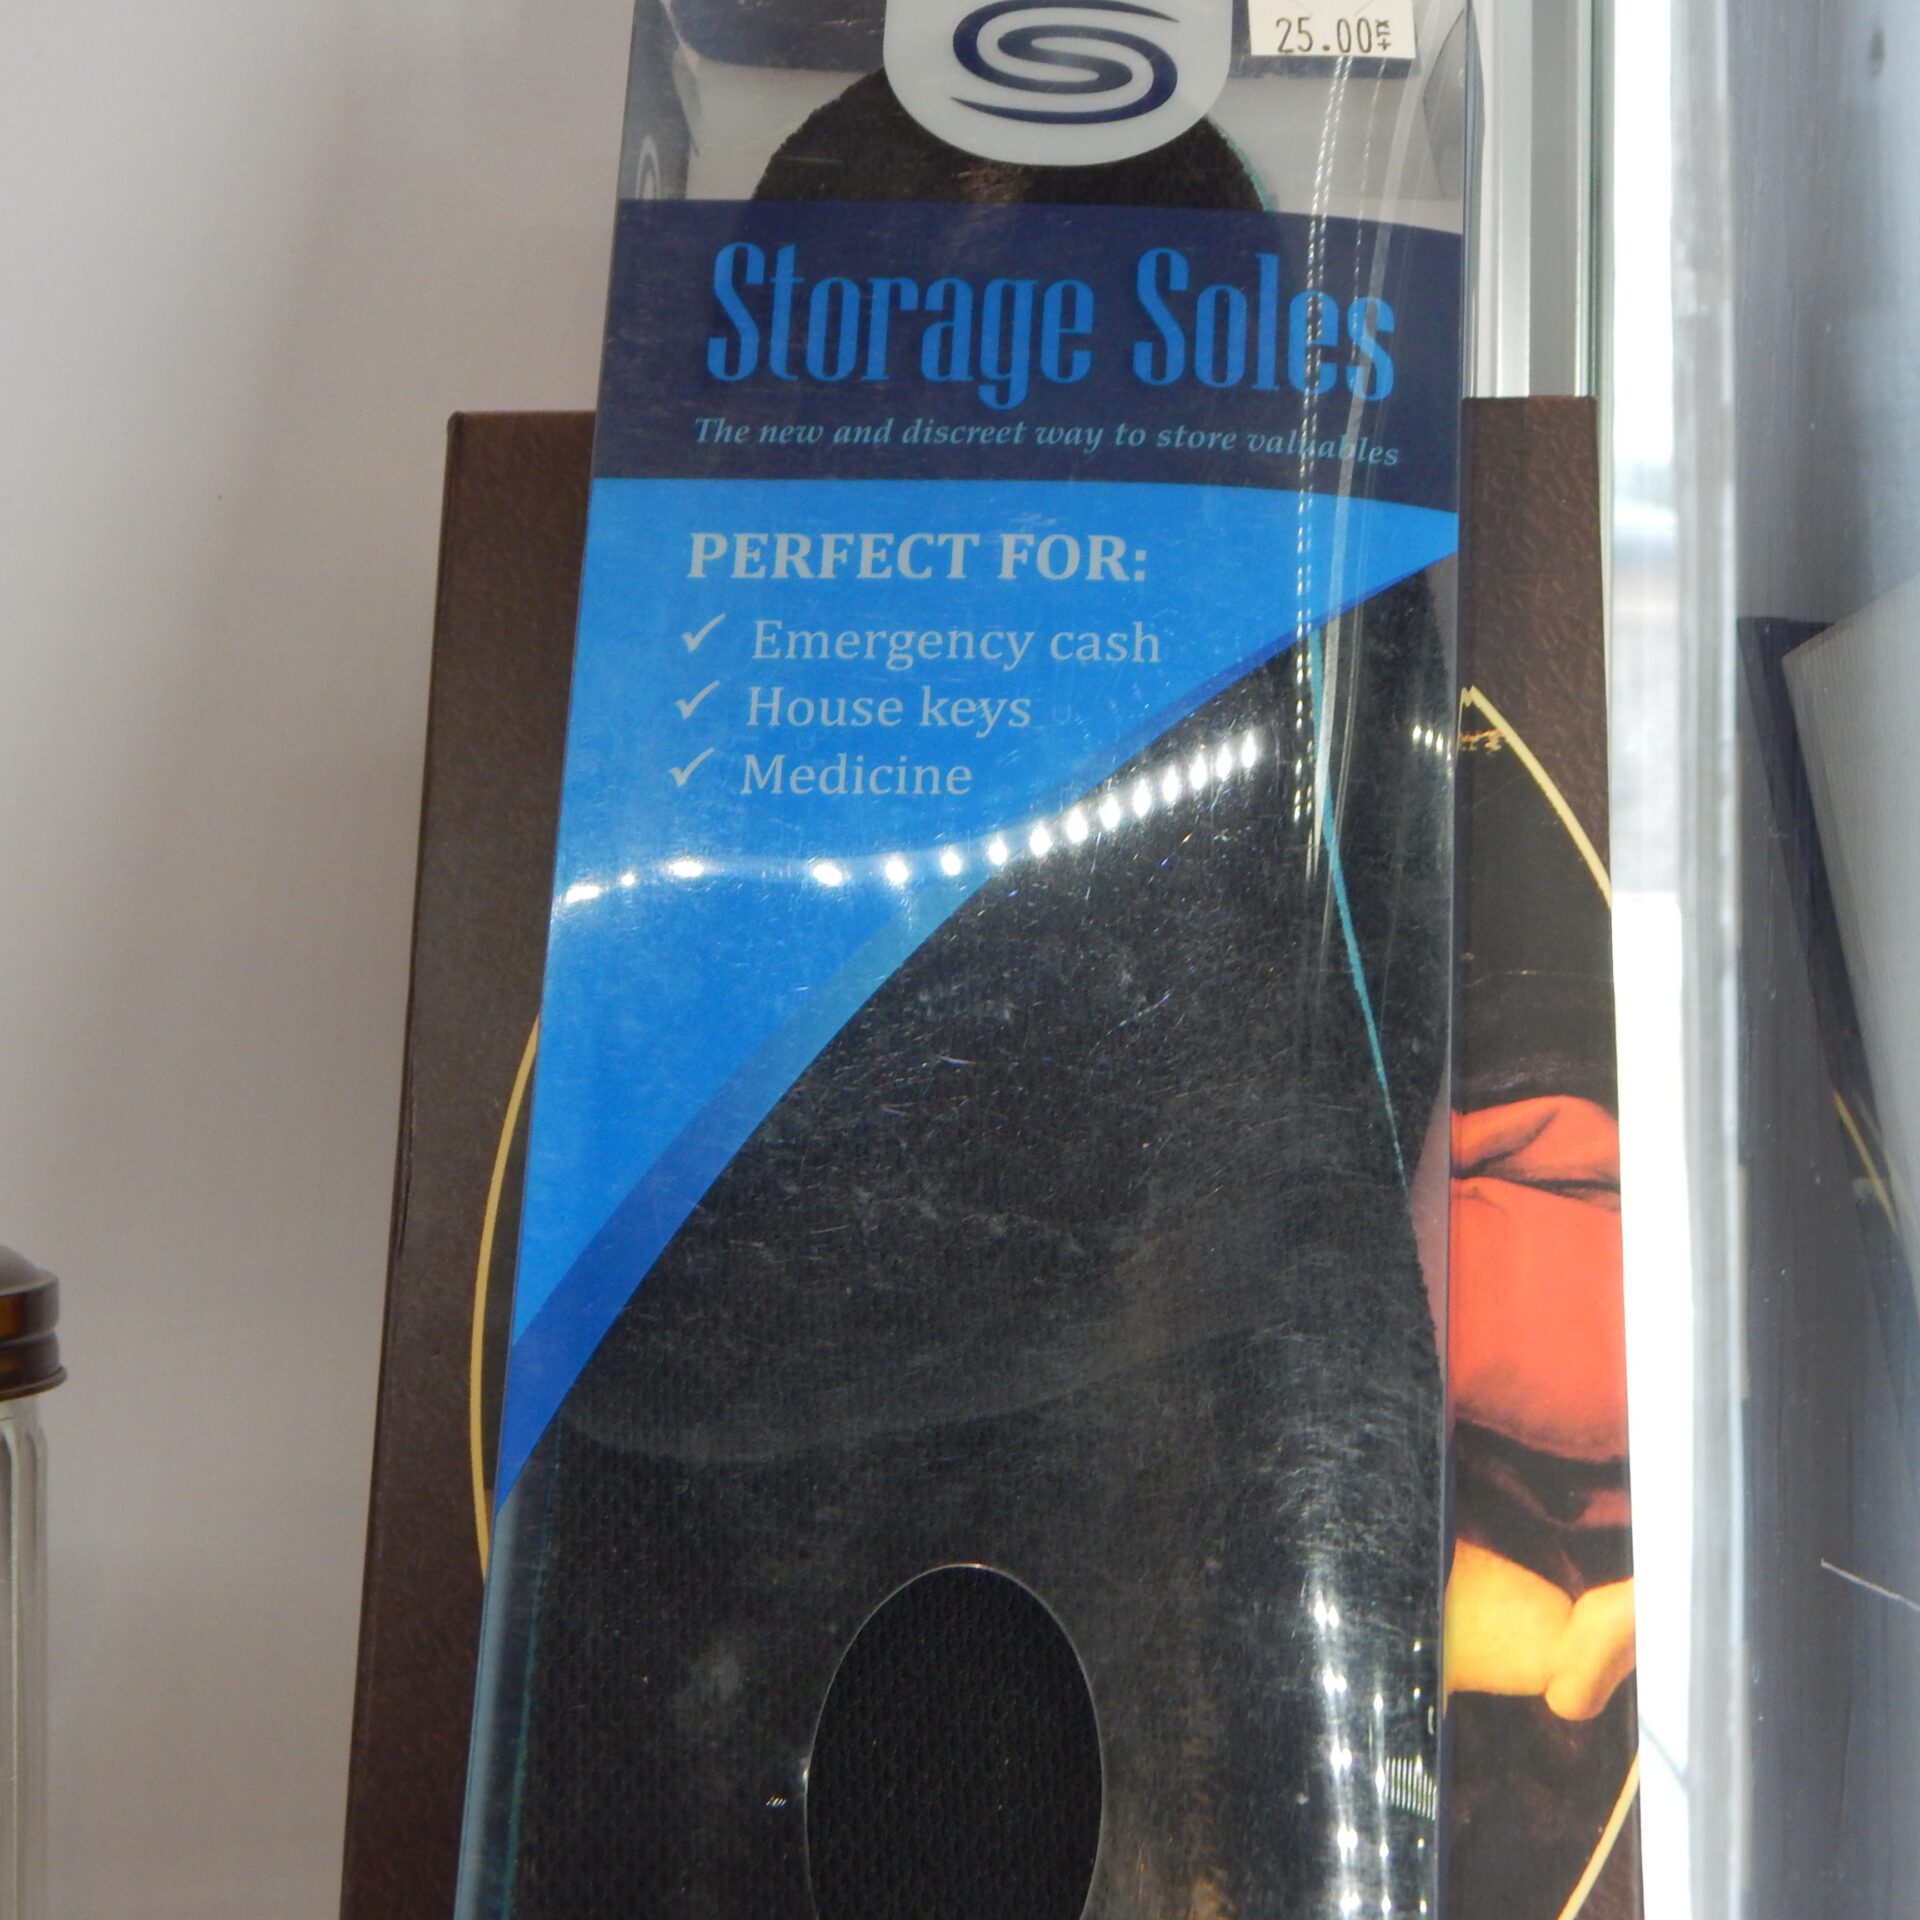 25.00 +TX
Storage Soles
The new and discreet way to store valuables
PERFECT FOR:
✓ Emergency cash
✓ House keys
✓ Medicine